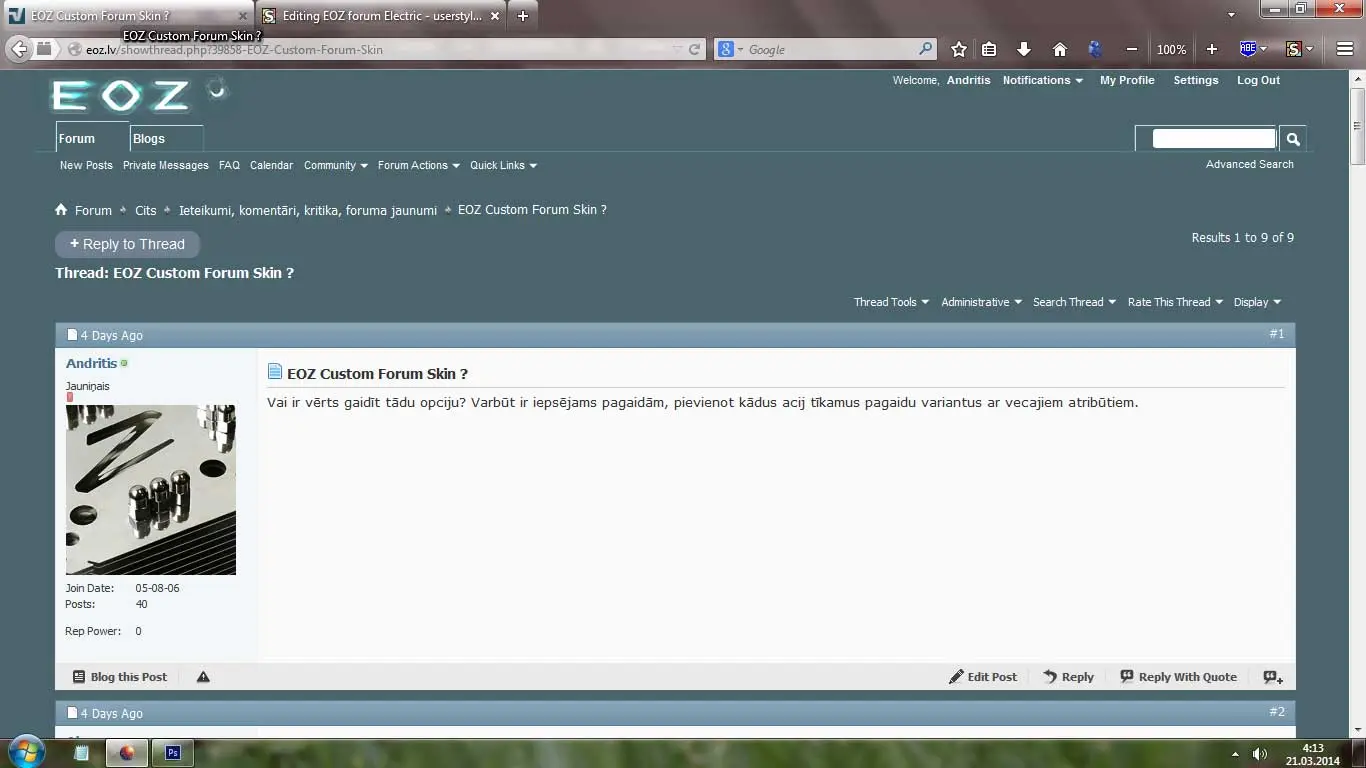 EOZ Custom Forum Skin ?
Editing EOZ forum Electric - userstyl...
EOZ Custom Forum Skin ?
eoz.lv/showthread.php?39858-EOZ-Custom-Forum-Skin
Google
100%
ABE
EOZ
Welcome, Andritis Notifications My Profile Settings Log Out
Forum Blogs
New Posts Private Messages FAQ Calendar Community Forum Actions Quick Links
Advanced Search
Forum Cits Ieteikumi, komentāri, kritika, foruma jaunumi EOZ Custom Forum Skin ?
+ Reply to Thread
Results 1 to 9 of 9
Thread: EOZ Custom Forum Skin ?
Thread Tools Administrative Search Thread Rate This Thread Display
4 Days Ago #1
Andritis
Jauniņais
EOZ Custom Forum Skin ?
Vai ir vērts gaidīt tādu opciju? Varbūt ir iepsējams pagaidām, pievienot kādus acij tīkamus pagaidu variantus ar vecajiem atribūtiem.
Join Date: 05-08-06
Posts: 40
Rep Power: 0
Blog this Post Edit Post Reply Reply With Quote
4 Days Ago #2
Ps
4:13
21.03.2014